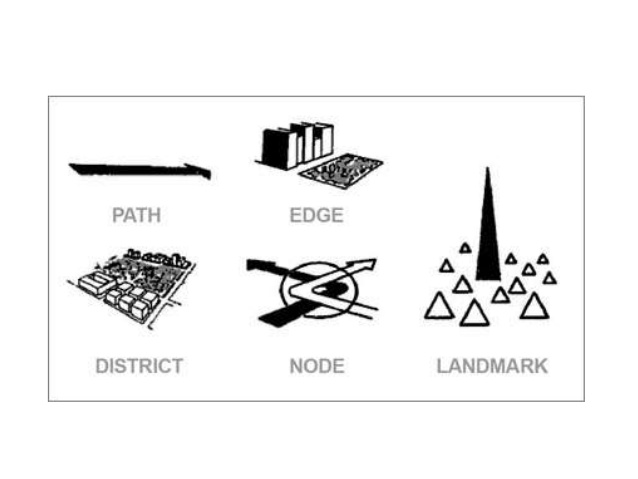 PATH
EDGE
DISTRICT
NODE
LANDMARK